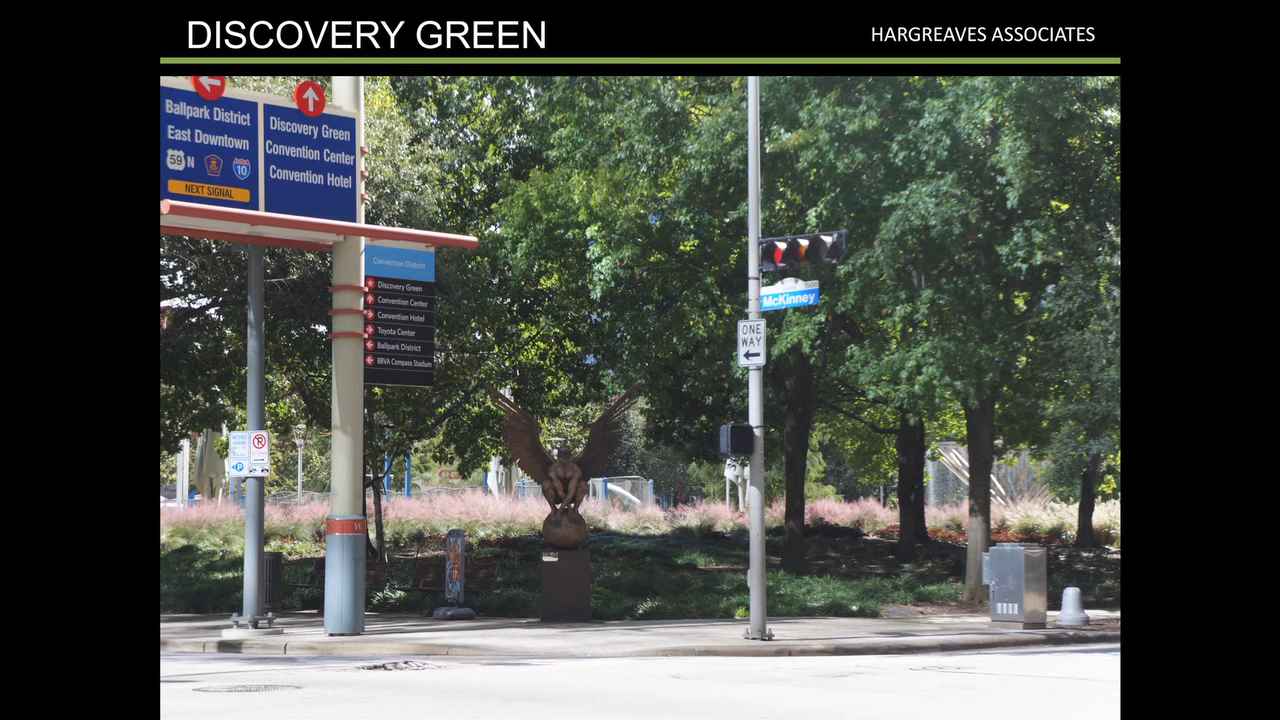 DISCOVERY GREEN
HARGREAVES ASSOCIATES
Ballpark District
East Downtown
59 N
10
NEXT SIGNAL
Discovery Green
Convention Center
Convention Hotel
Convention District
Discovery Green
Convention Center
Convention Hotel
Toyota Center
Ballpark District
BBVA Compass Stadium
1500
McKinney
ONE
WAY
P
W